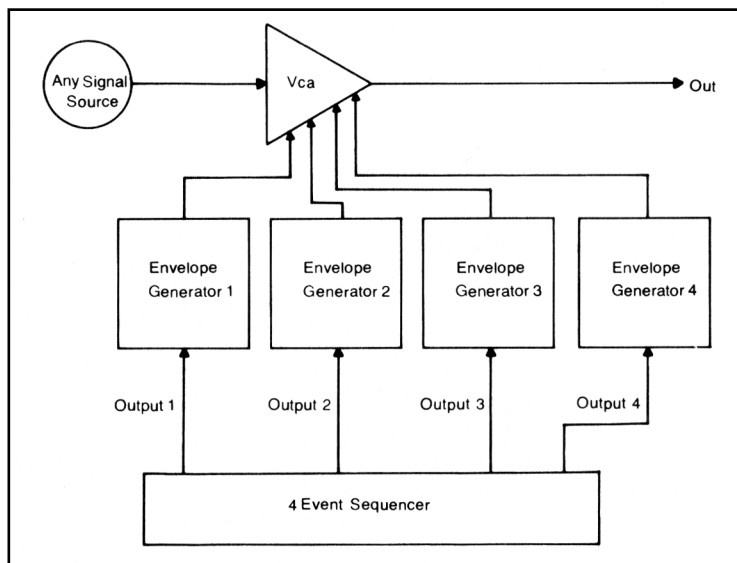 Any Signal
Source
Vca
Out
Envelope
Generator 1
Envelope
Generator 2
Envelope
Generator 3
Envelope
Generator 4
Output 1
Output 2
Output 3
Output 4
4 Event Sequencer